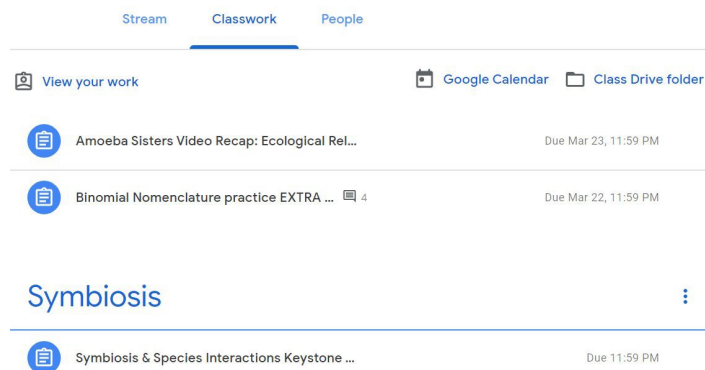 Stream Classwork People
View your work Google Calendar Class Drive folder
Amoeba Sisters Video Recap: Ecological Rel... Due Mar 23, 11:59 PM
Binomial Nomenclature practice EXTRA ... 4 Due Mar 22, 11:59 PM
Symbiosis
Symbiosis & Species Interactions Keystone ... Due 11:59 PM